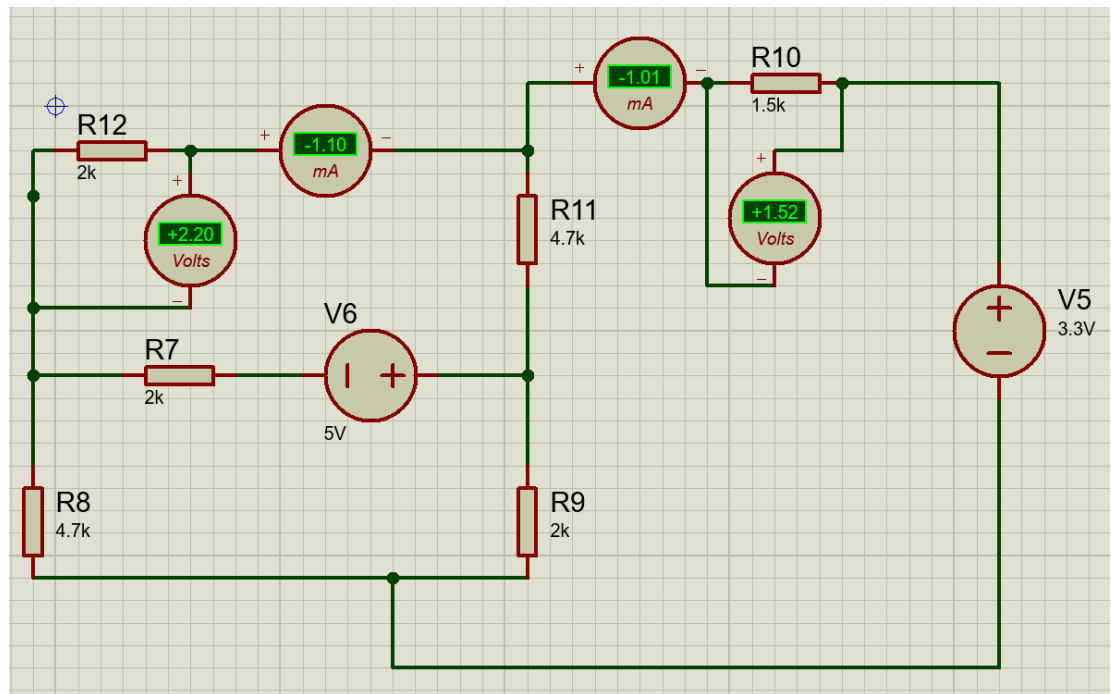 R10
-1.01
mA
1.5k
R12
2k
-1.10
mA
+2.20
Volts
R11
4.7k
+1.52
Volts
V6
5V
R7
2k
V5
3.3V
R8
4.7k
R9
2k